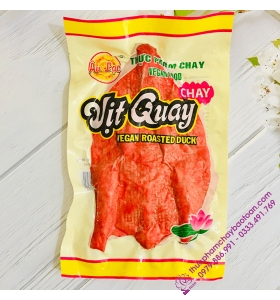 Âu Lạc
THỰC PHẨM CHAY
VEGAN FOOD
CHAY
Vịt Quay
VEGAN ROASTED DUCK
thucphamchaybaotoan.com
0979.886.991 - 0333.491.769